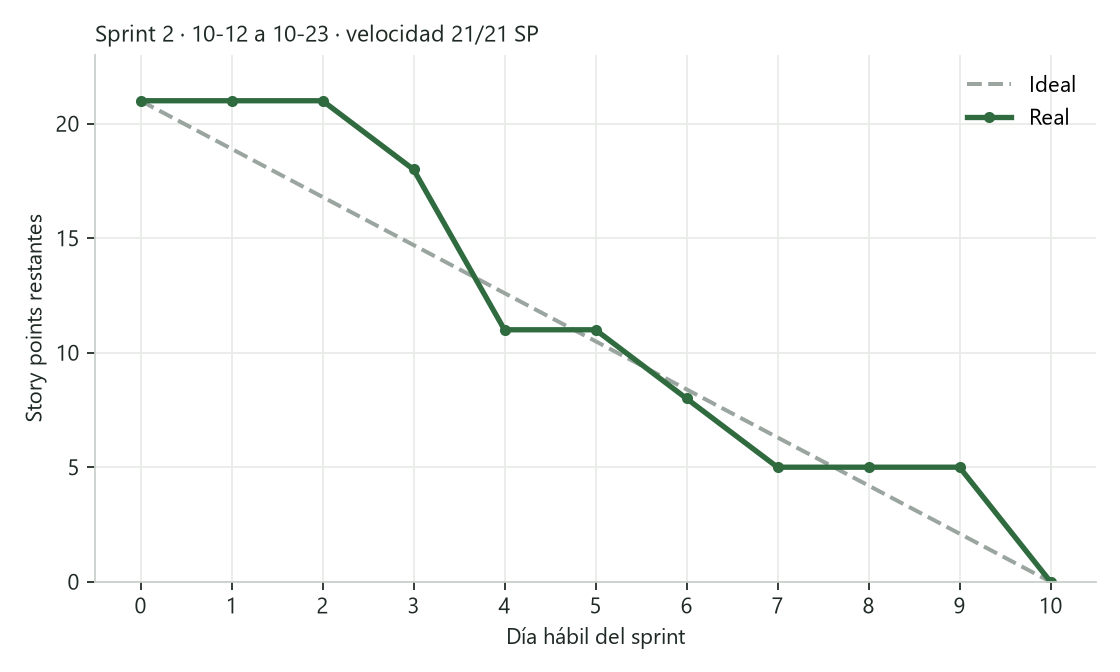 Sprint 2 · 10-12 a 10-23 · velocidad 21/21 SP
Ideal
Real
Story points restantes
20
15
10
5
0
0 1 2 3 4 5 6 7 8 9 10
Día hábil del sprint